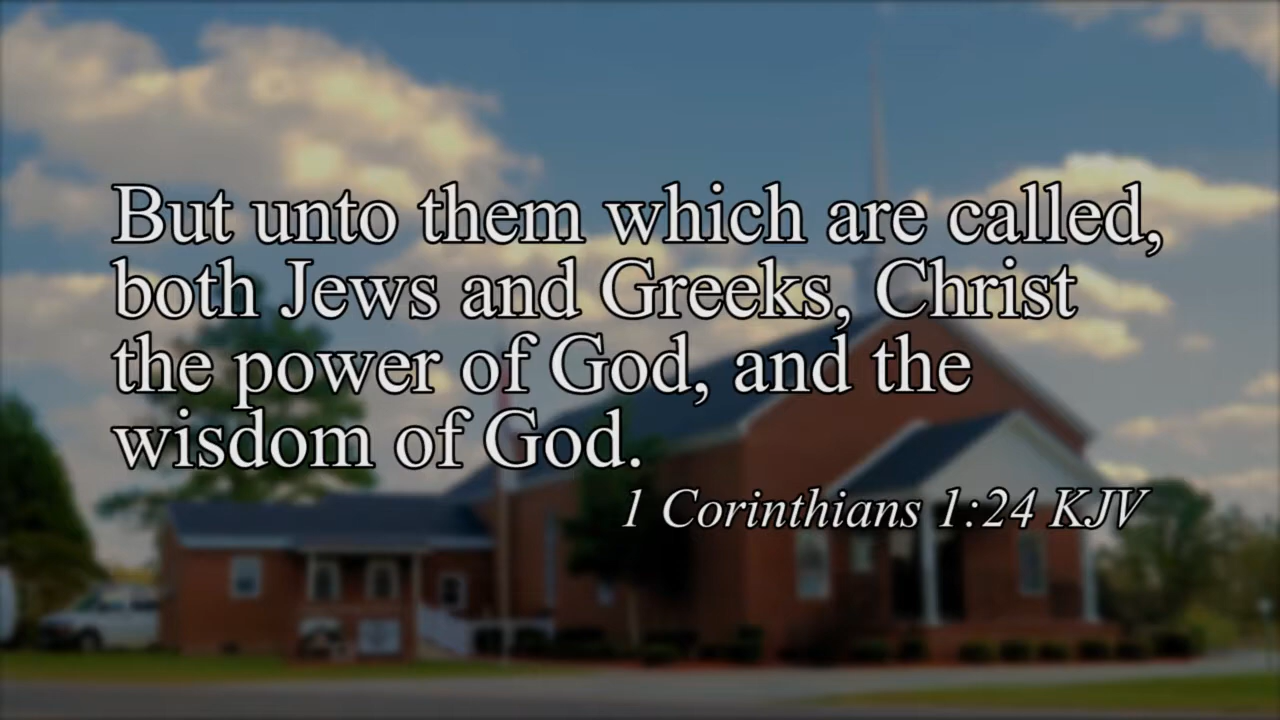 But unto them which are called,
both Jews and Greeks, Christ
the power of God, and the
wisdom of God.
1 Corinthians 1:24 KJV